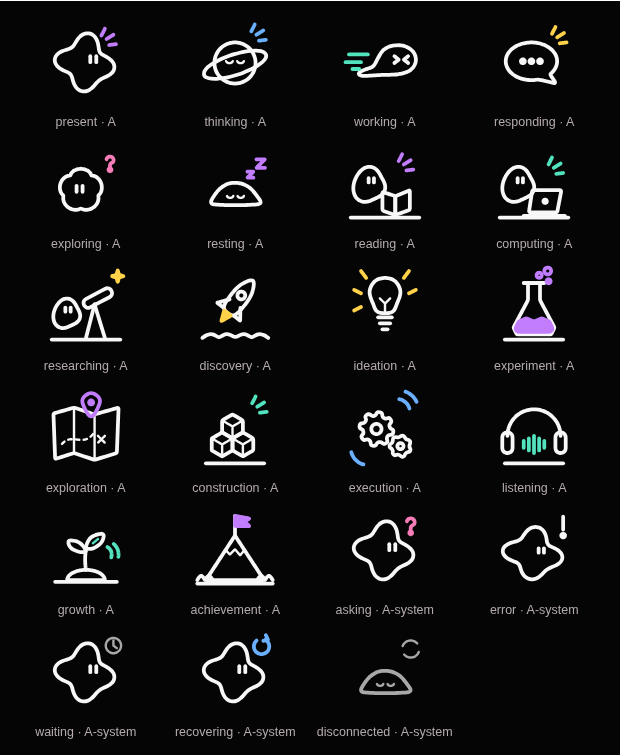 present · A
thinking · A
working · A
responding · A
exploring · A
resting · A
reading · A
computing · A
researching · A
discovery · A
ideation · A
experiment · A
exploration · A
construction · A
execution · A
listening · A
growth · A
achievement · A
asking · A-system
error · A-system
waiting · A-system
recovering · A-system
disconnected · A-system